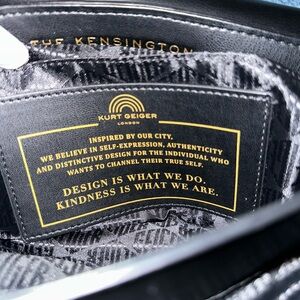 THE KENSINGTON
KURT GEIGER
LONDON
INSPIRED BY OUR CITY,
WE BELIEVE IN SELF-EXPRESSION, AUTHENTICITY
AND DISTINCTIVE DESIGN FOR THE INDIVIDUAL WHO
WANTS TO CHANNEL THEIR TRUE SELF.
DESIGN IS WHAT WE DO.
KINDNESS IS WHAT WE ARE.